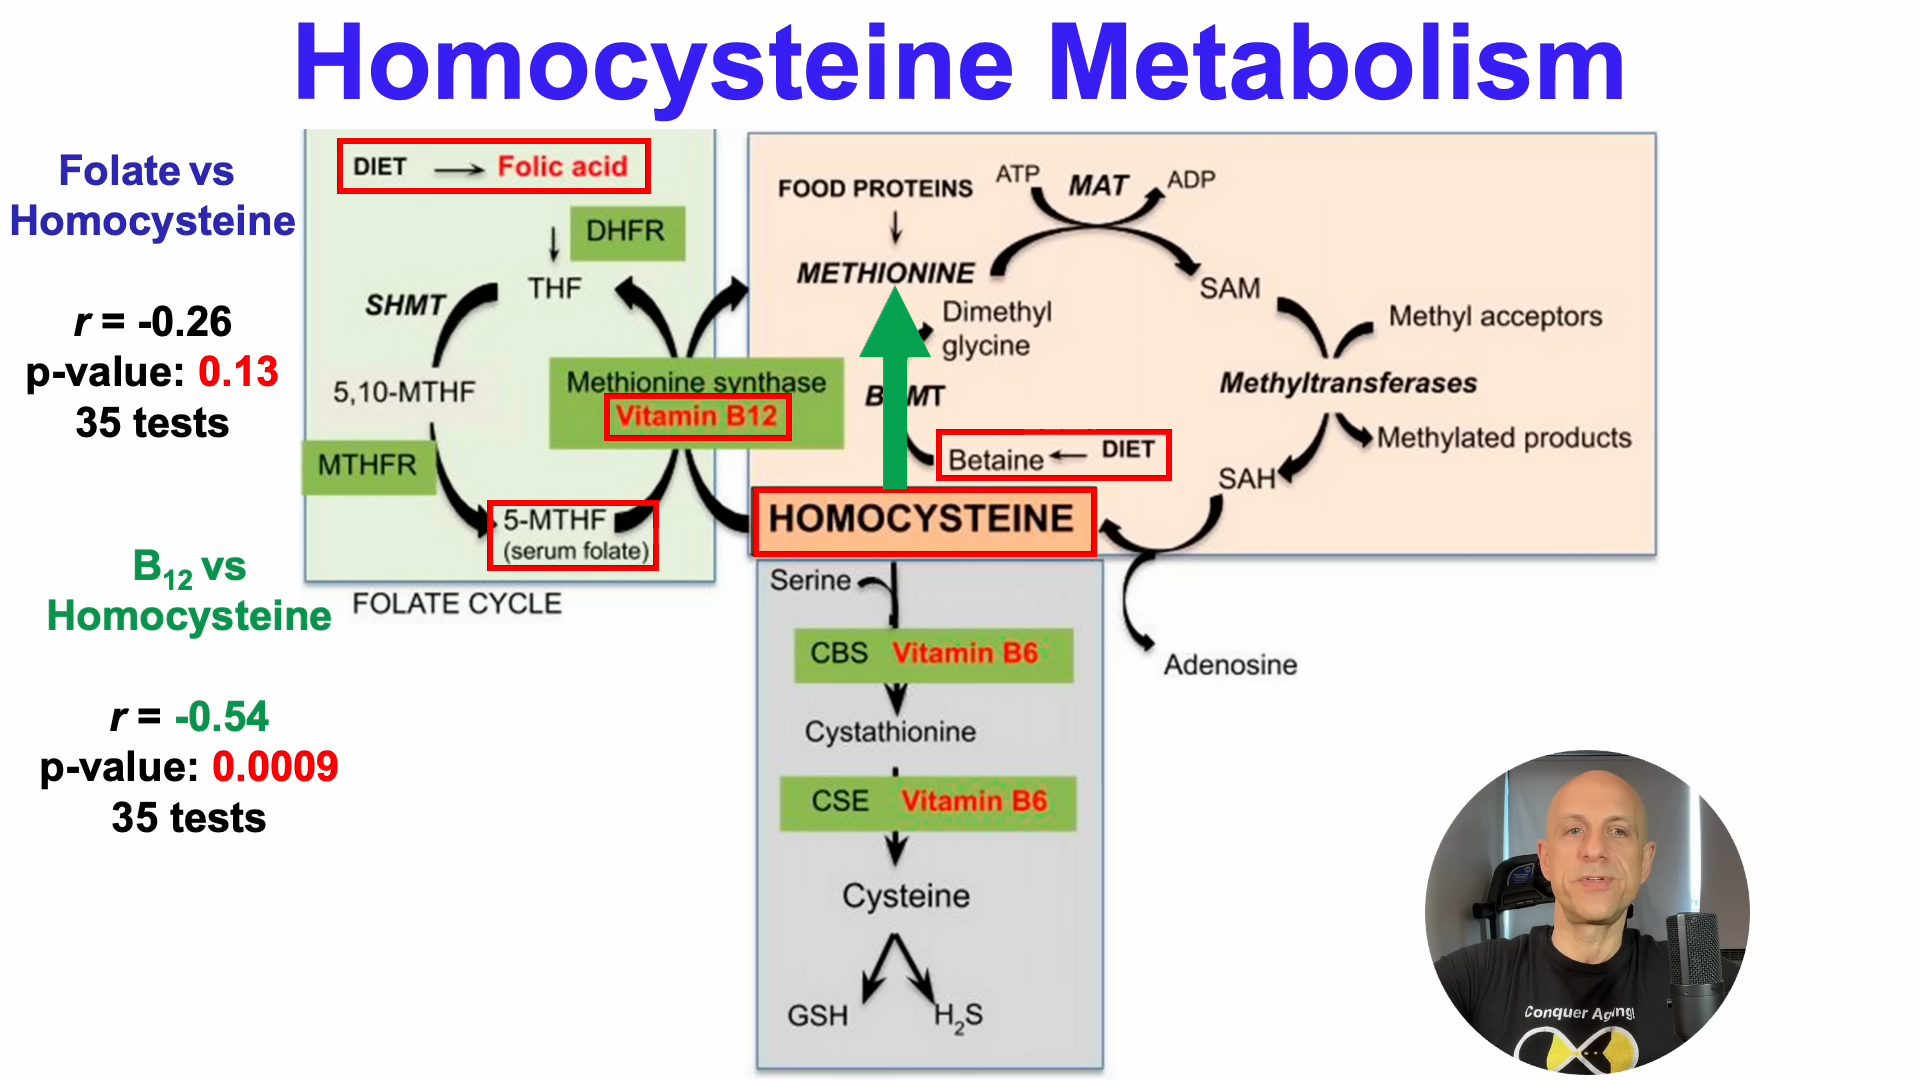 Homocysteine Metabolism
Folate vs
Homocysteine
r = -0.26
p-value: 0.13
35 tests
B12 vs
Homocysteine
r = -0.54
p-value: 0.0009
35 tests
DIET → Folic acid
DHFR
THF
SHMT
5,10-MTHF
MTHFR
5-MTHF
(serum folate)
FOLATE CYCLE
Methionine synthase
Vitamin B12
FOOD PROTEINS
ATP
MAT
ADP
METHIONINE
SAM
Dimethyl
glycine
Methyl acceptors
Methyltransferases
Methylated products
Betaine ← DIET
SAH
HOMOCYSTEINE
Adenosine
Serine
CBS Vitamin B6
Cystathionine
CSE Vitamin B6
Cysteine
GSH
H2S